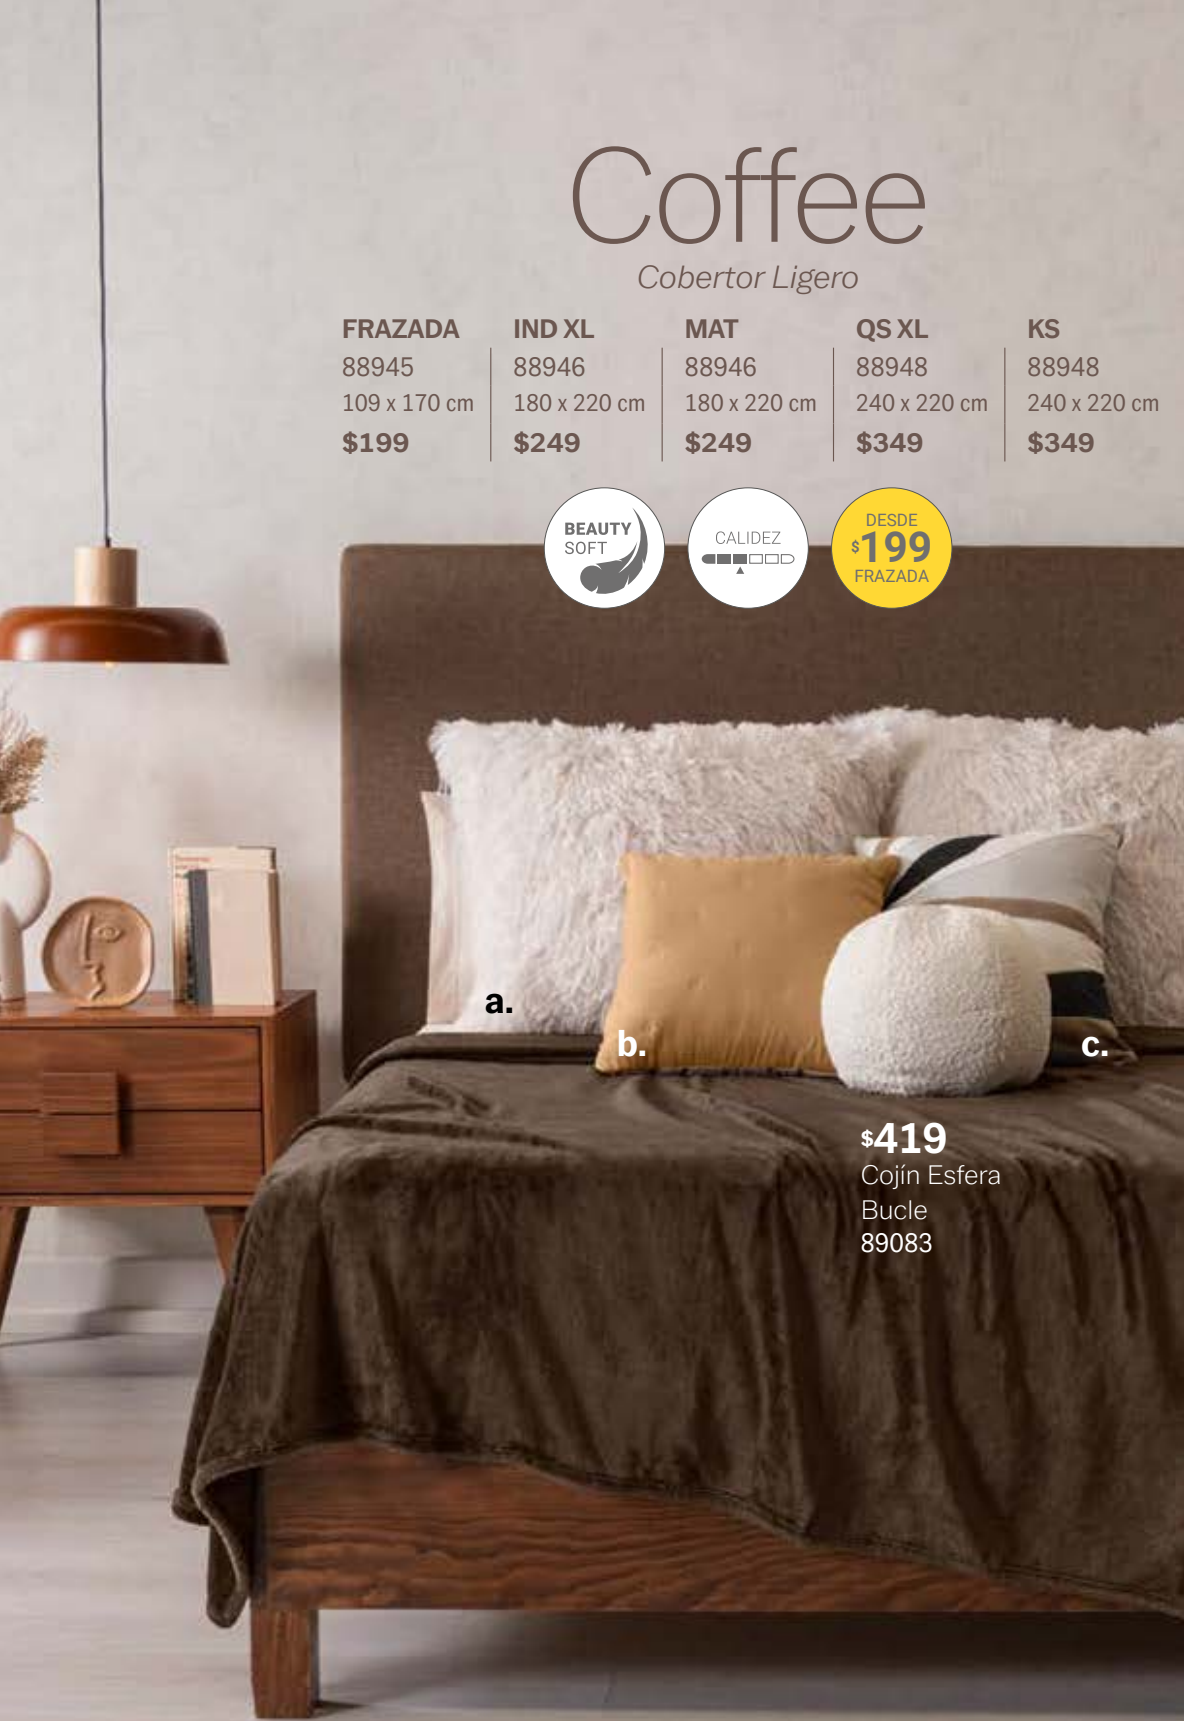 Coffee
Cobertor Ligero
FRAZADA
88945
109 x 170 cm
$199
IND XL
88946
180 x 220 cm
$249
MAT
88946
180 x 220 cm
$249
QS XL
88948
240 x 220 cm
$349
KS
88948
240 x 220 cm
$349
BEAUTY
SOFT
CALIDEZ
DESDE
$199
FRAZADA
a.
b.
c.
$419
Cojín Esfera
Bucle
89083